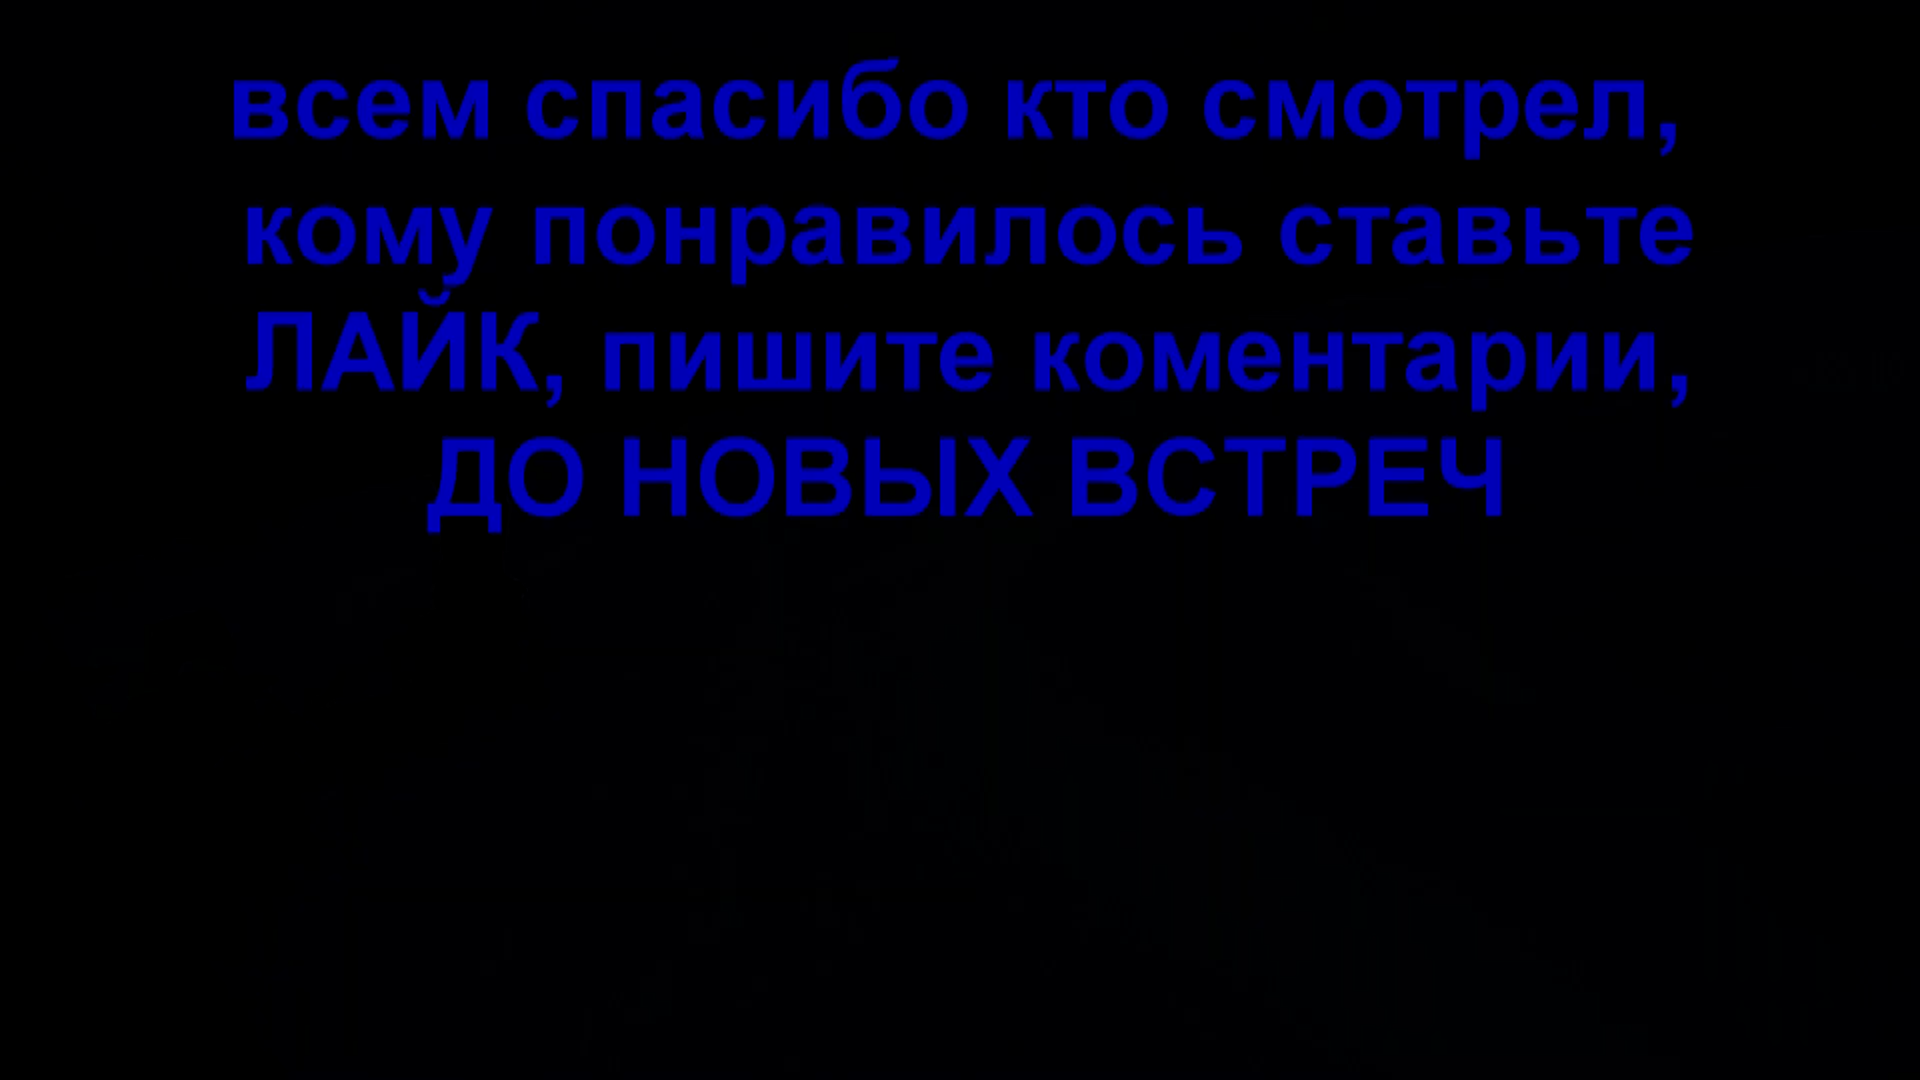 всем спасибо кто смотрел,
кому понравилось ставьте
ЛАЙК, пишите коментарии,
ДО НОВЫХ ВСТРЕЧ